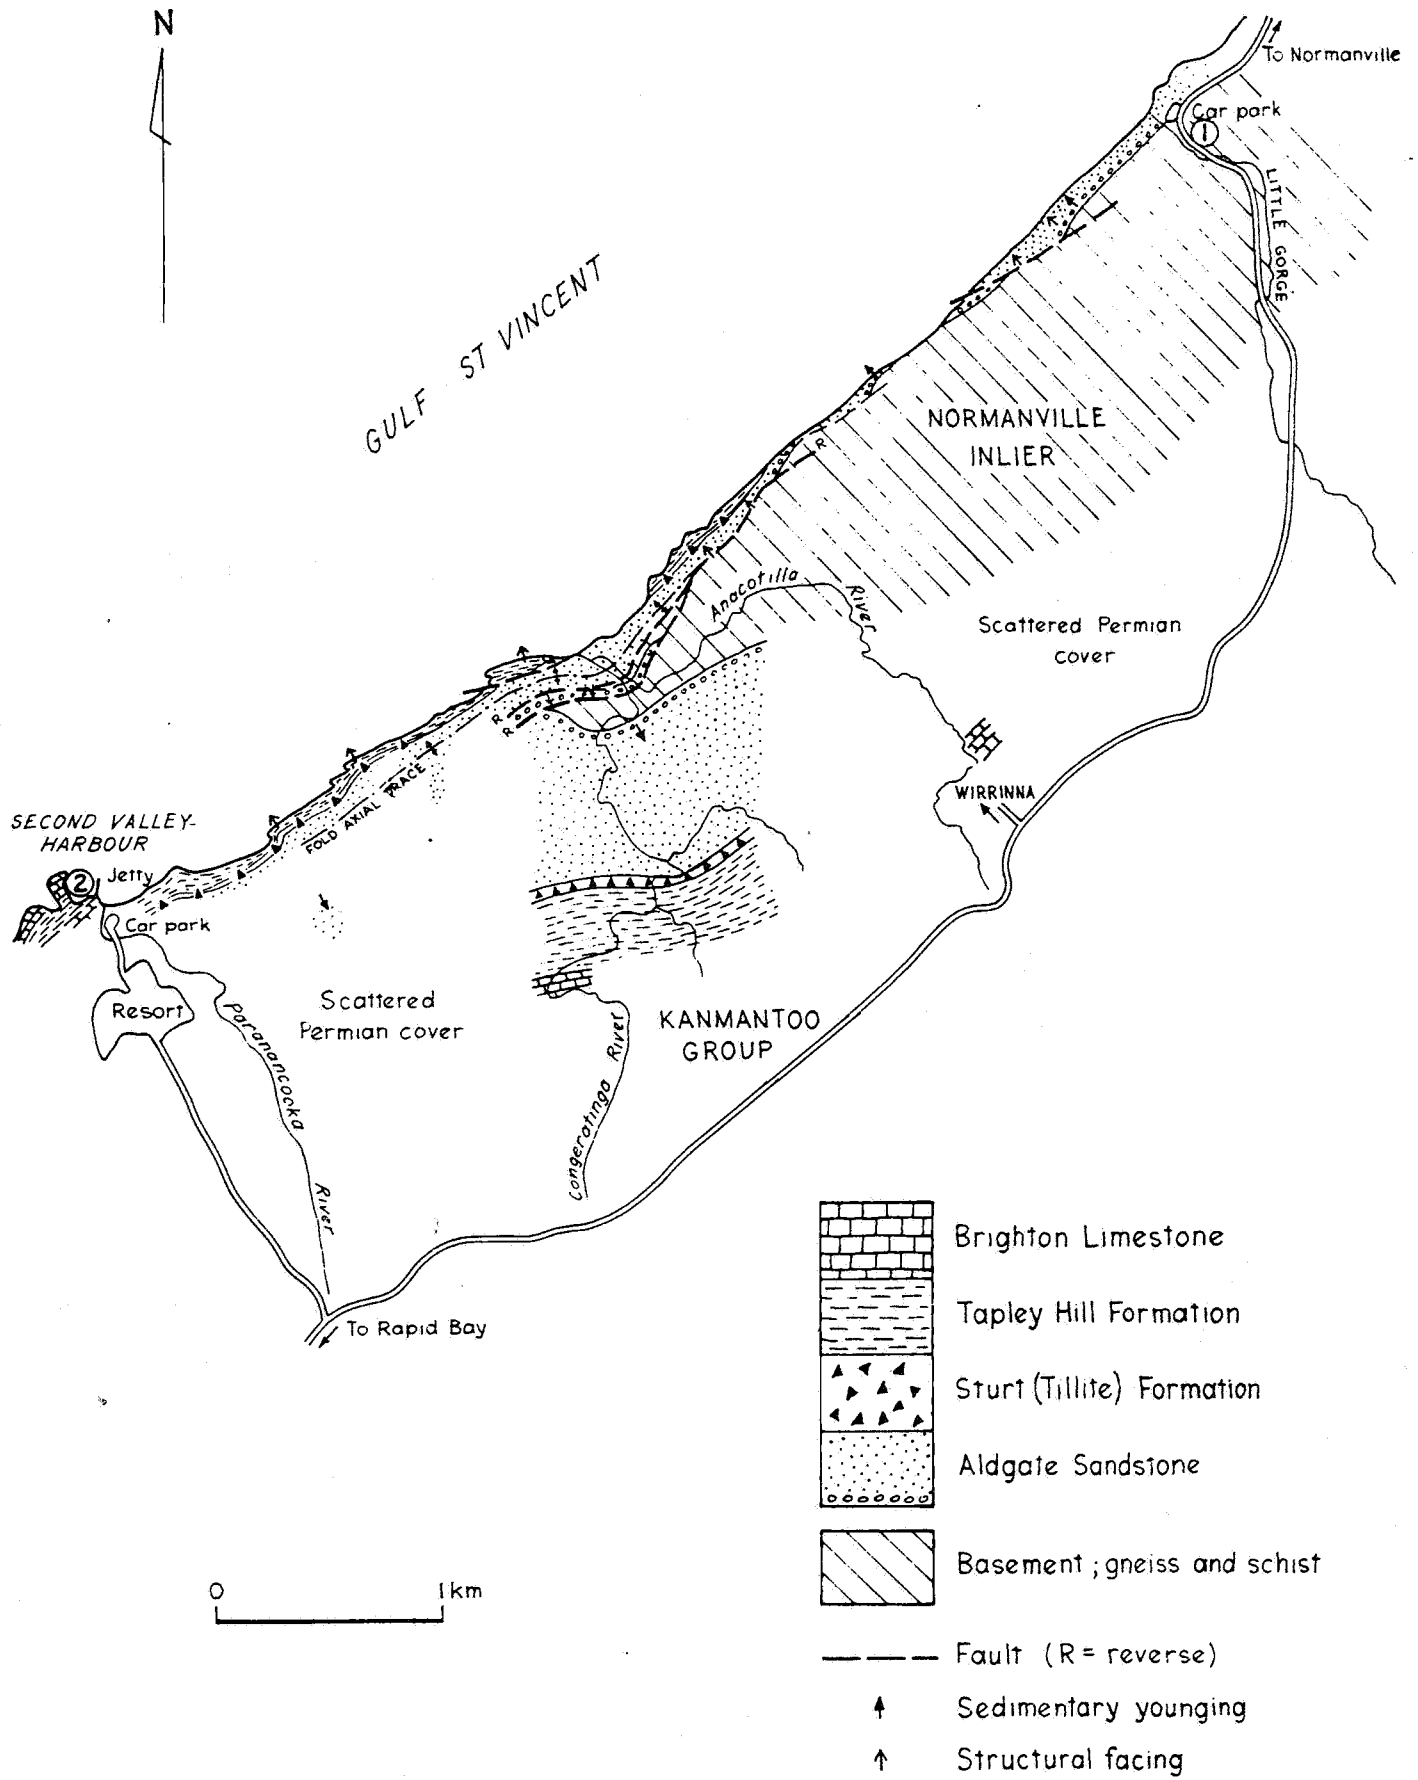 N
To Normanville
Car park
1
LITTLE GORGE
GULF ST VINCENT
NORMANVILLE
INLIER
R
Anacotilla River
Scattered Permian
cover
R
R
WIRRINNA
FOLD AXIAL TRACE
SECOND VALLEY-
HARBOUR
2
Jetty
Car park
Resort
Scattered
Permian cover
KANMANTOO
GROUP
Parananacooka River
Congeratinga River
To Rapid Bay
Brighton Limestone
Tapley Hill Formation
Sturt (Tillite) Formation
Aldgate Sandstone
Basement ; gneiss and schist
0 1 km
Fault (R = reverse)
Sedimentary younging
Structural facing